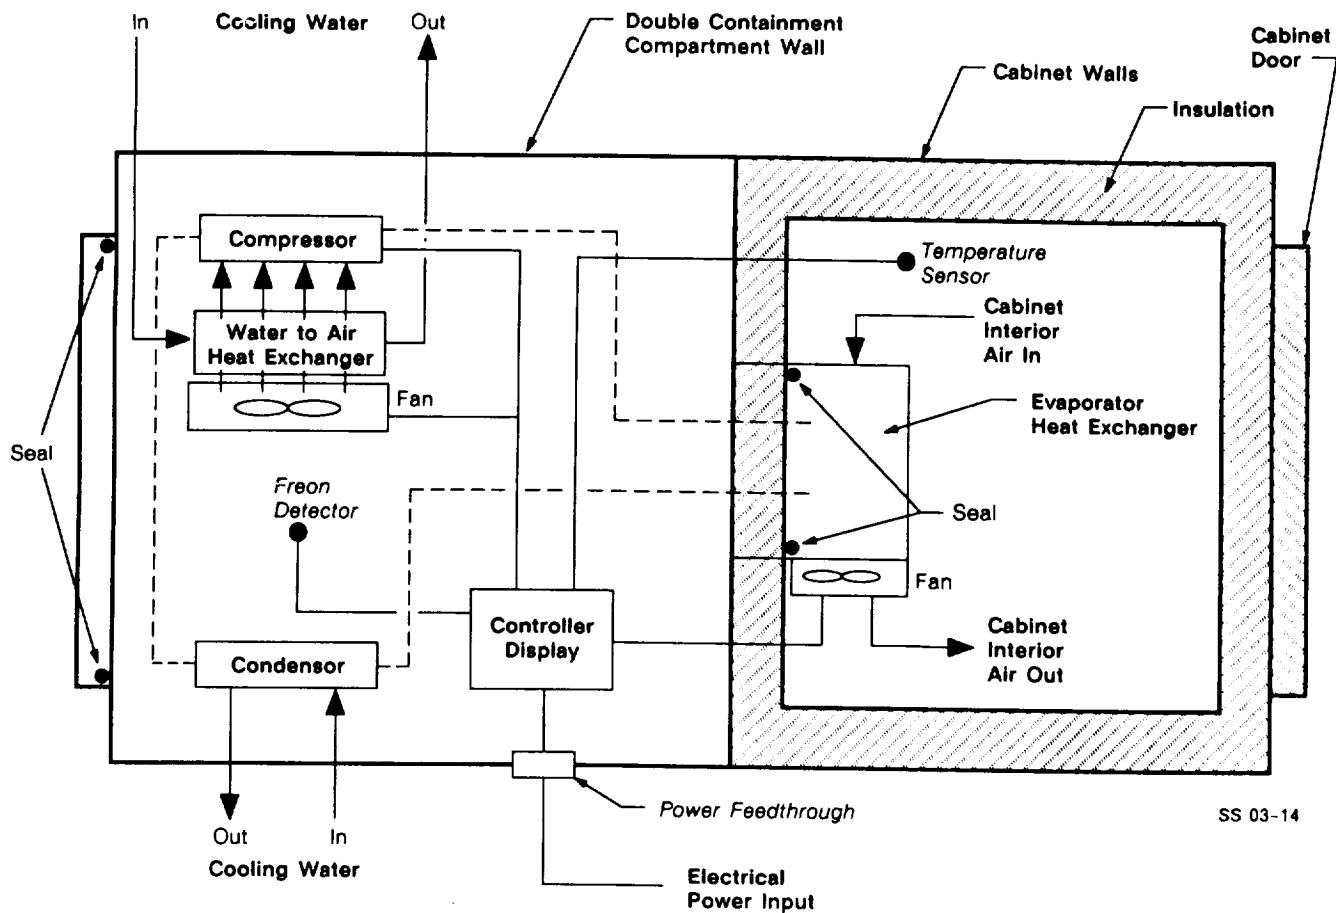 In
Cooling Water
Out
Double Containment
Compartment Wall
Cabinet Walls
Cabinet
Door
Insulation
Compressor
Temperature
Sensor
Water to Air
Heat Exchanger
Cabinet
Interior
Air In
Fan
Evaporator
Heat Exchanger
Seal
Freon
Detector
Seal
Fan
Controller
Display
Cabinet
Interior
Air Out
Condensor
Power Feedthrough
SS 03-14
Out
In
Cooling Water
Electrical
Power Input